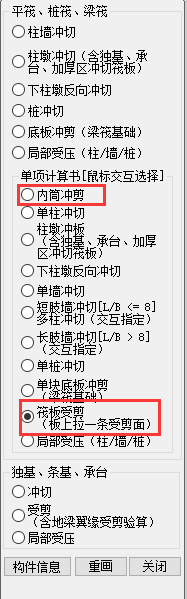 平筏、桩筏、梁筏
柱墙冲切
柱墩冲切（含独基、承
台、加厚区冲切筏板）
下柱墩反向冲切
桩冲切
底板冲剪（梁筏基础）
局部受压（柱/墙/桩）
单项计算书[鼠标交互选择]
内筒冲剪
单柱冲切
柱墩冲板
（含独基、承台、加厚
区冲切筏板）
下柱墩反向冲切
单墙冲切
短肢墙冲切[L/B <= 8]
多柱冲切（交互指定）
长肢墙冲切[L/B > 8]
（交互指定）
单桩冲切
单块底板冲剪
（梁筏基础）
筏板受剪
（板上拉一条受剪面）
局部受压（柱/墙/桩）
独基、条基、承台
冲切
受剪
（含地梁翼缘受剪验算）
局部受压
构件信息 重画 关闭